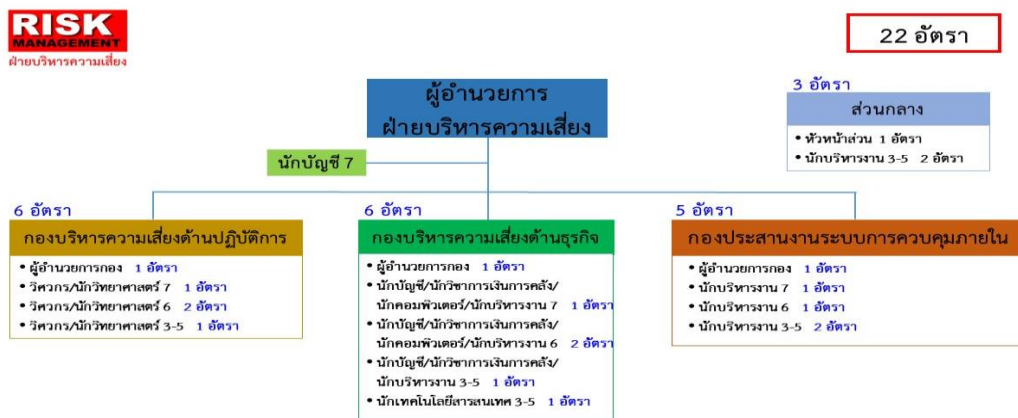 RISK
MANAGEMENT
ฝ่ายบริหารความเสี่ยง
22 อัตรา
ผู้อำนวยการ
ฝ่ายบริหารความเสี่ยง
3 อัตรา
ส่วนกลาง
• หัวหน้าส่วน 1 อัตรา
• นักบริหารงาน 3-5 2 อัตรา
นักบัญชี 7
6 อัตรา
กองบริหารความเสี่ยงด้านปฏิบัติการ
• ผู้อำนวยการกอง 1 อัตรา
• วิศวกร/นักวิทยาศาสตร์ 7 1 อัตรา
• วิศวกร/นักวิทยาศาสตร์ 6 2 อัตรา
• วิศวกร/นักวิทยาศาสตร์ 3-5 1 อัตรา
6 อัตรา
กองบริหารความเสี่ยงด้านธุรกิจ
• ผู้อำนวยการกอง 1 อัตรา
• นักบัญชี/นักวิชาการเงินการคลัง/
นักคอมพิวเตอร์/นักบริหารงาน 7 1 อัตรา
• นักบัญชี/นักวิชาการเงินการคลัง/
นักคอมพิวเตอร์/นักบริหารงาน 6 2 อัตรา
• นักบัญชี/นักวิชาการเงินการคลัง/
นักบริหารงาน 3-5 1 อัตรา
• นักเทคโนโลยีสารสนเทศ 3-5 1 อัตรา
5 อัตรา
กองประสานงานระบบการควบคุมภายใน
• ผู้อำนวยการกอง 1 อัตรา
• นักบริหารงาน 7 1 อัตรา
• นักบริหารงาน 6 1 อัตรา
• นักบริหารงาน 3-5 2 อัตรา